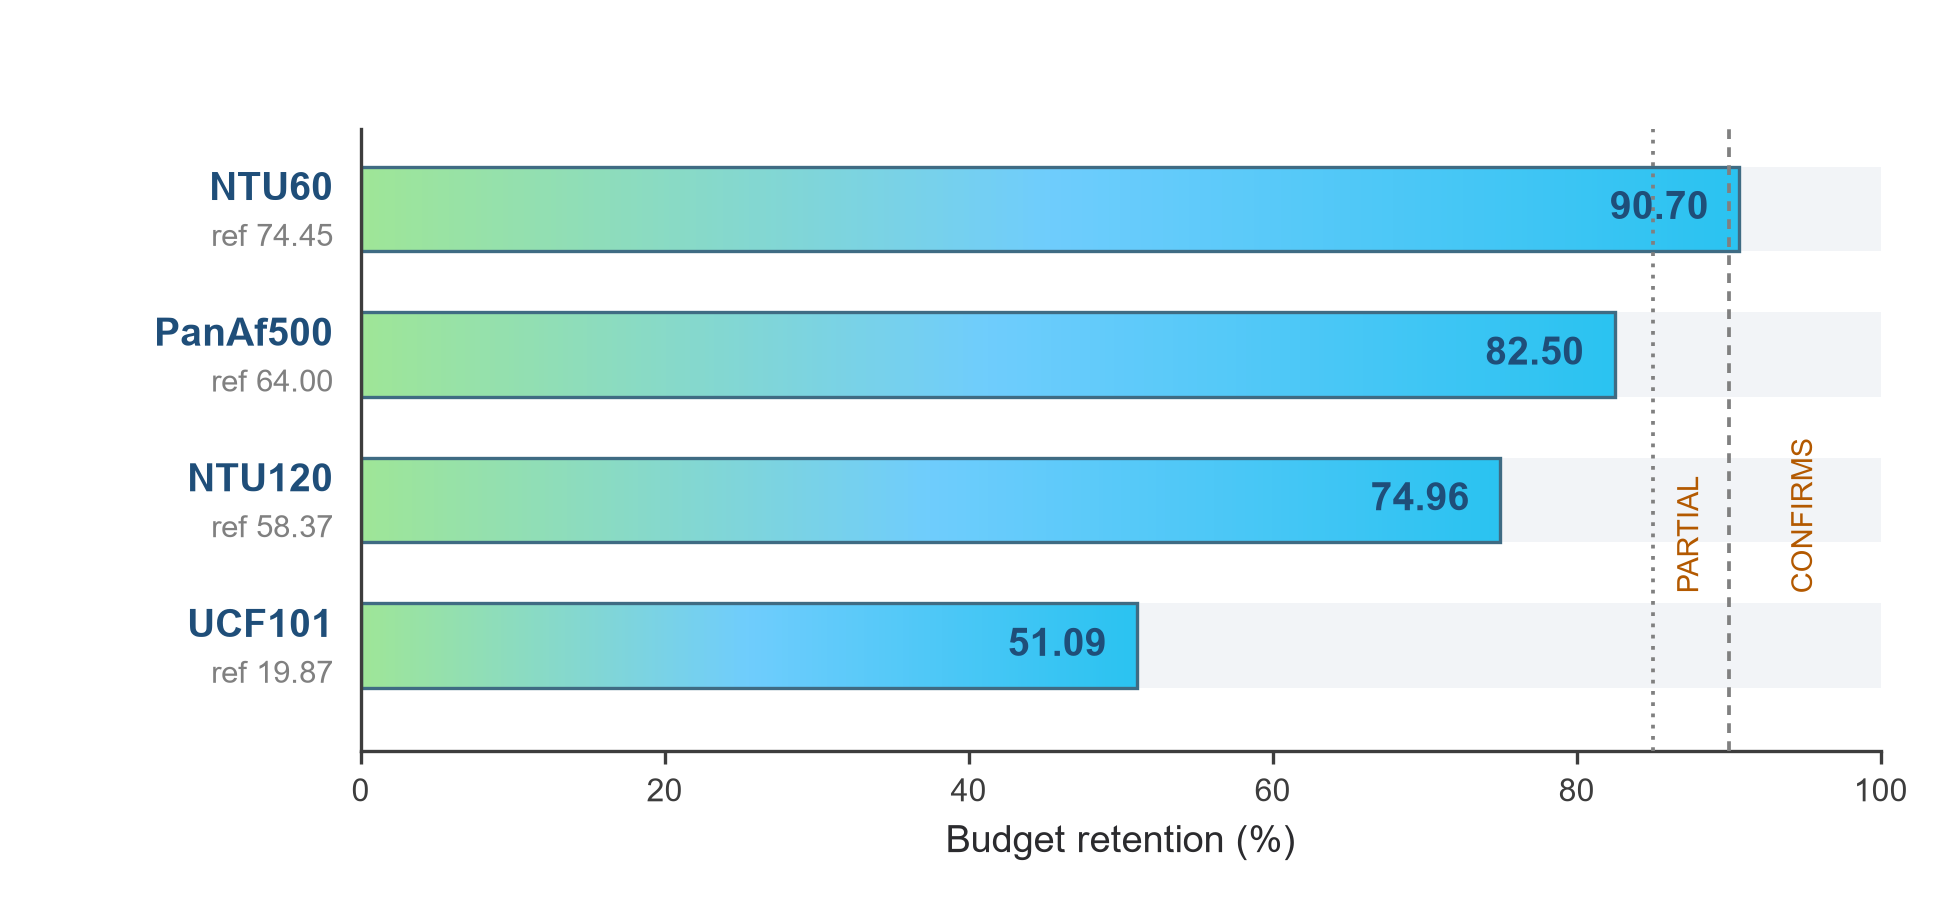 NTU60
ref 74.45
90.70
PanAf500
ref 64.00
82.50
NTU120
ref 58.37
74.96
PARTIAL
CONFIRMS
UCF101
ref 19.87
51.09
0 20 40 60 80 100
Budget retention (%)